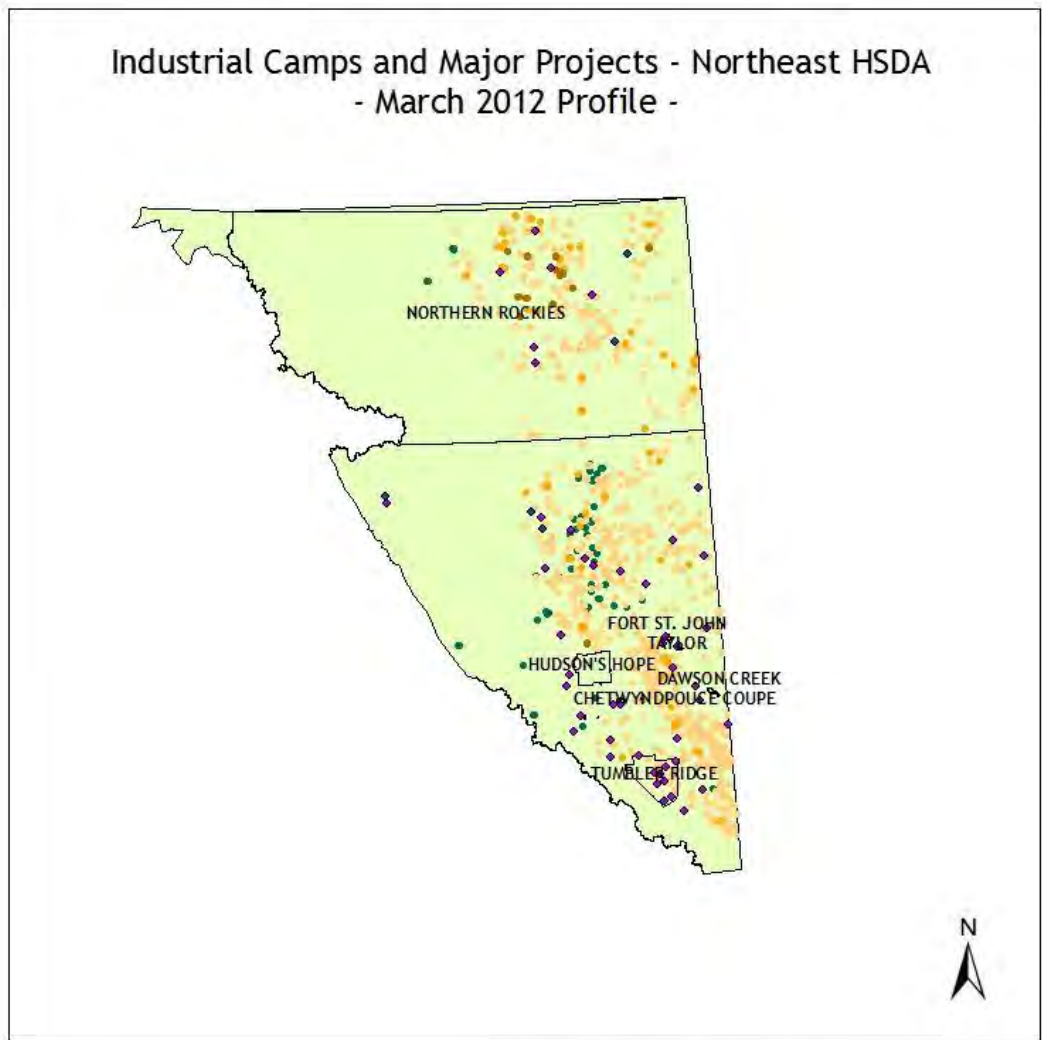 Industrial Camps and Major Projects - Northeast HSDA
- March 2012 Profile -
NORTHERN ROCKIES
FORT ST. JOHN
TAYLOR
HUDSON'S HOPE
DAWSON CREEK
CHETWYND
POUCE COUPE
TUMBLER RIDGE
N